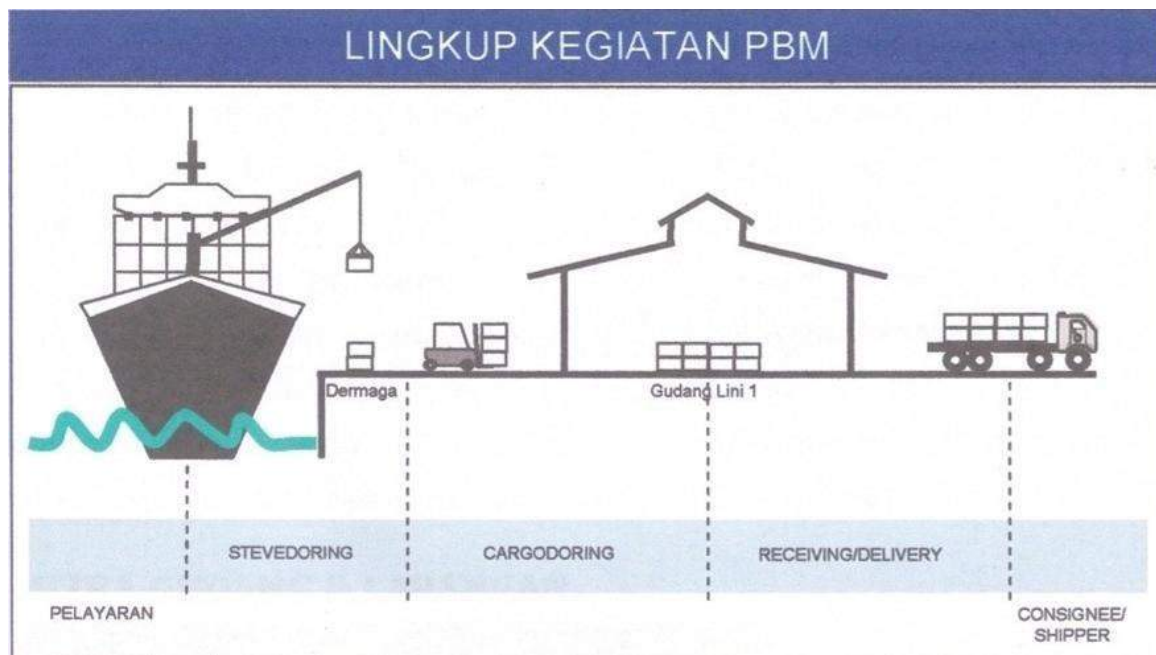 LINGKUP KEGIATAN PBM
Dermaga
Gudang Lini 1
STEVEDORING
CARGODORING
RECEIVING/DELIVERY
PELAYARAN
CONSIGNEE/
SHIPPER